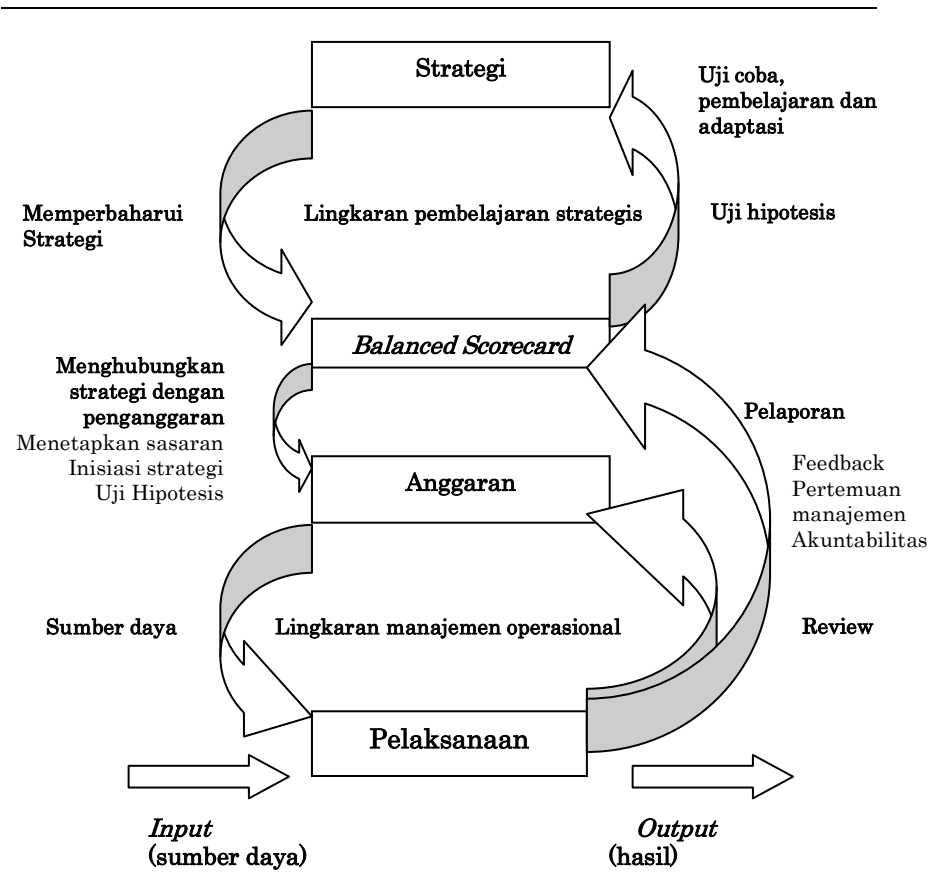 Strategi
Uji coba,
pembelajaran dan
adaptasi
Memperbaharui
Strategi
Lingkaran pembelajaran strategis
Uji hipotesis
Balanced Scorecard
Menghubungkan
strategi dengan
penganggaran
Menetapkan sasaran
Inisiasi strategi
Uji Hipotesis
Pelaporan
Feedback
Pertemuan
manajemen
Akuntabilitas
Anggaran
Sumber daya
Lingkaran manajemen operasional
Review
Pelaksanaan
Input
(sumber daya)
Output
(hasil)